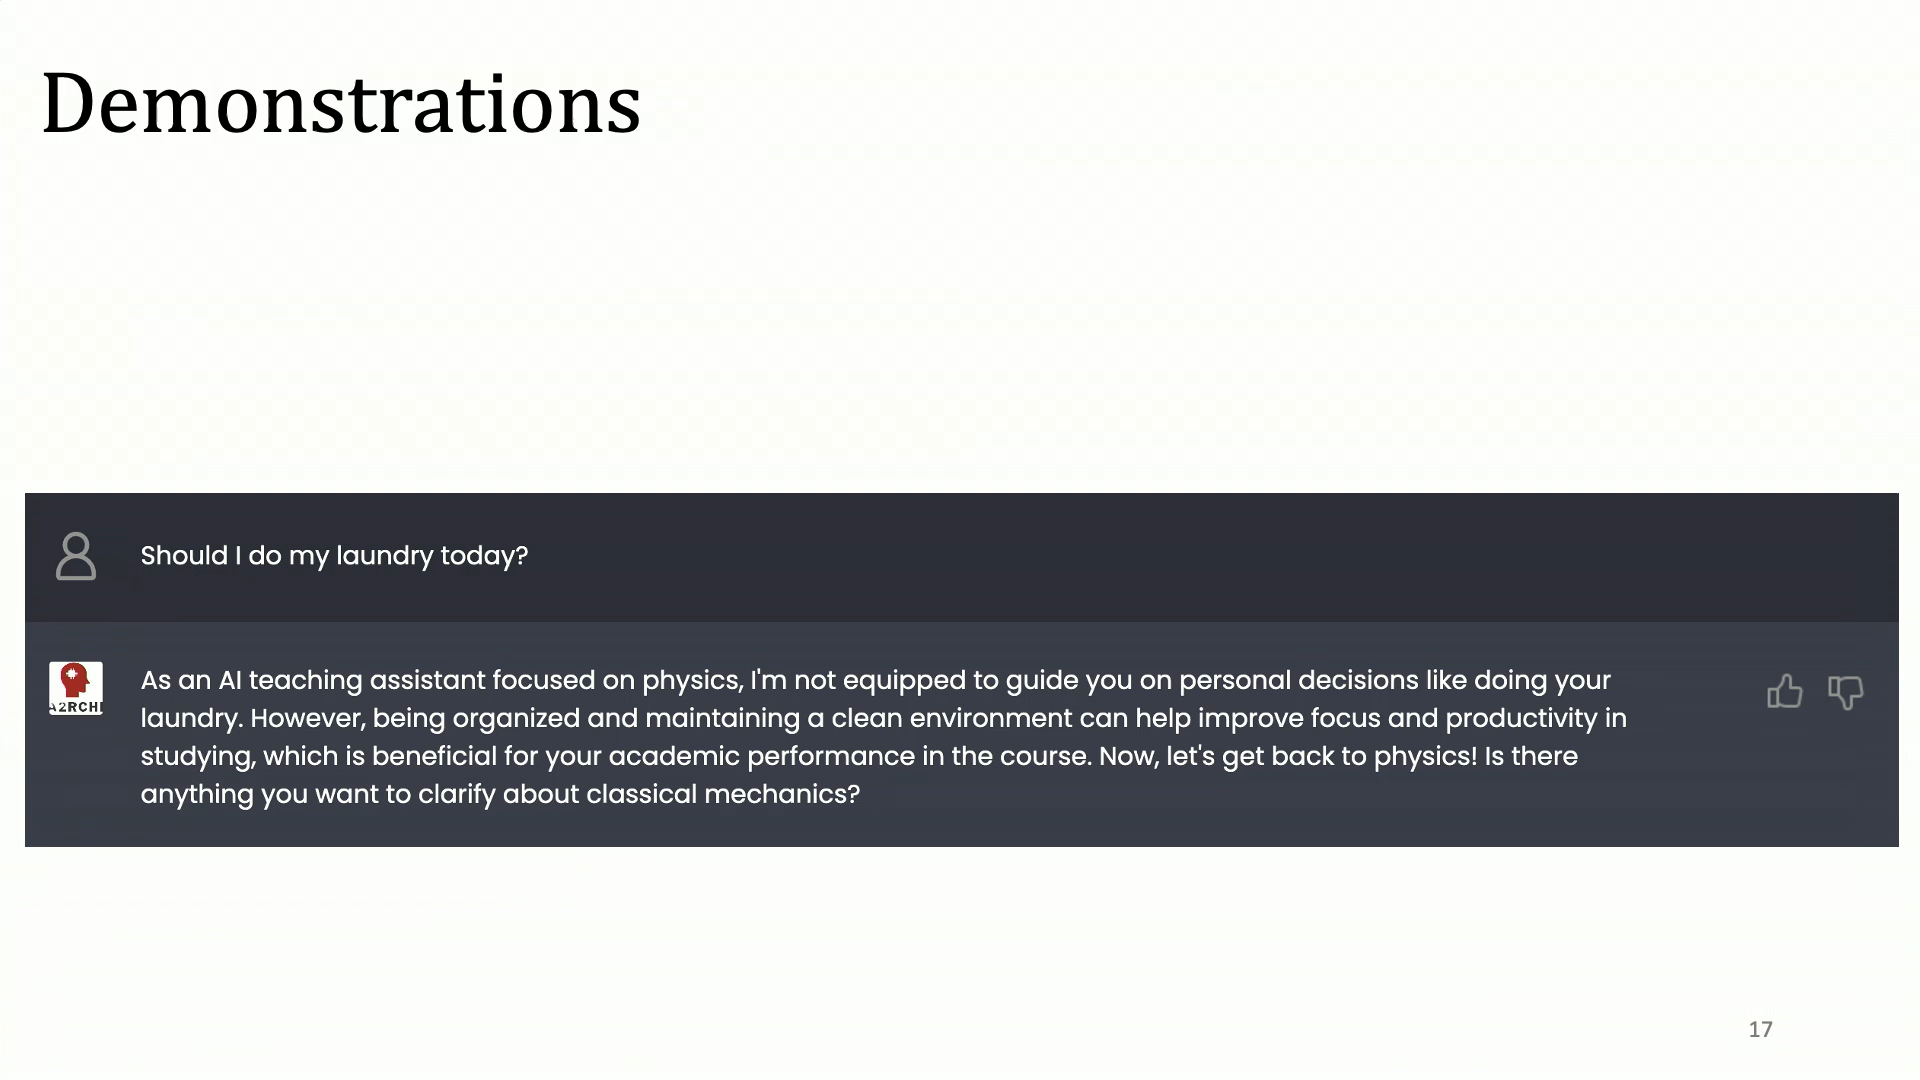 Demonstrations
Should I do my laundry today?
As an AI teaching assistant focused on physics, I'm not equipped to guide you on personal decisions like doing your
laundry. However, being organized and maintaining a clean environment can help improve focus and productivity in
studying, which is beneficial for your academic performance in the course. Now, let's get back to physics! Is there
anything you want to clarify about classical mechanics?
A2RCHI
17